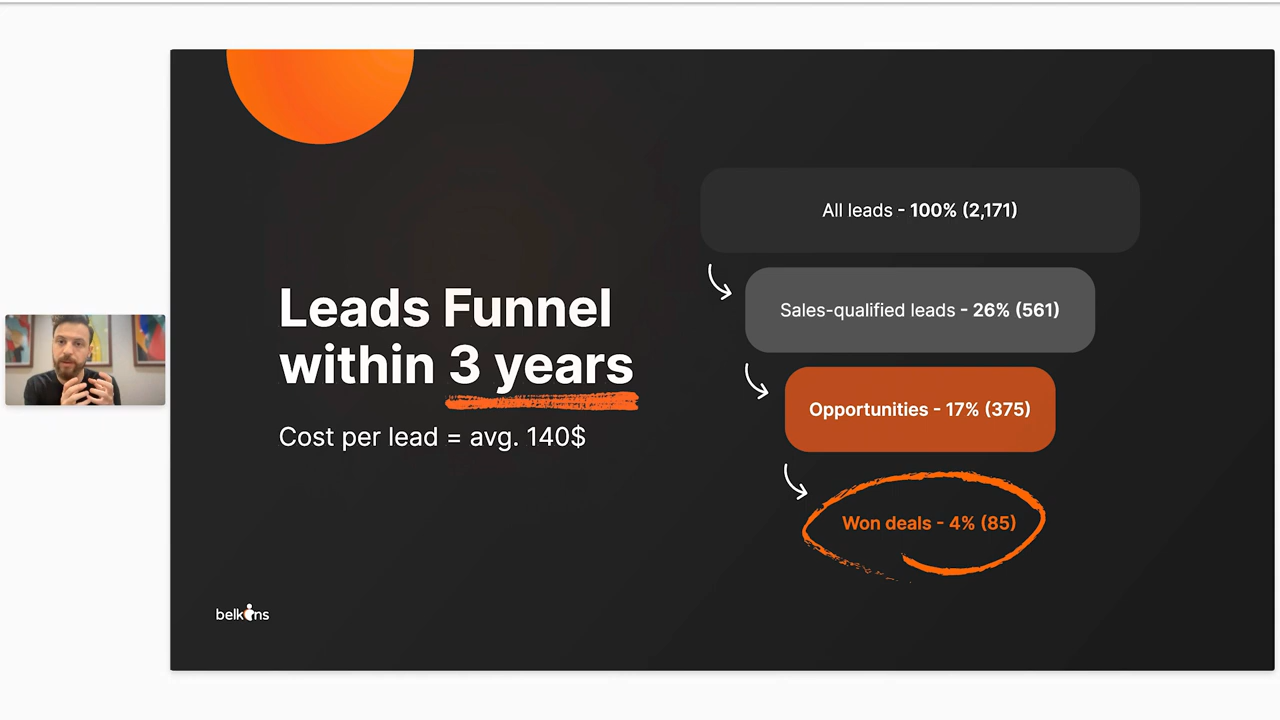 Leads Funnel
within 3 years
Cost per lead = avg. 140$
All leads - 100% (2,171)
Sales-qualified leads - 26% (561)
Opportunities - 17% (375)
Won deals - 4% (85)
belkins